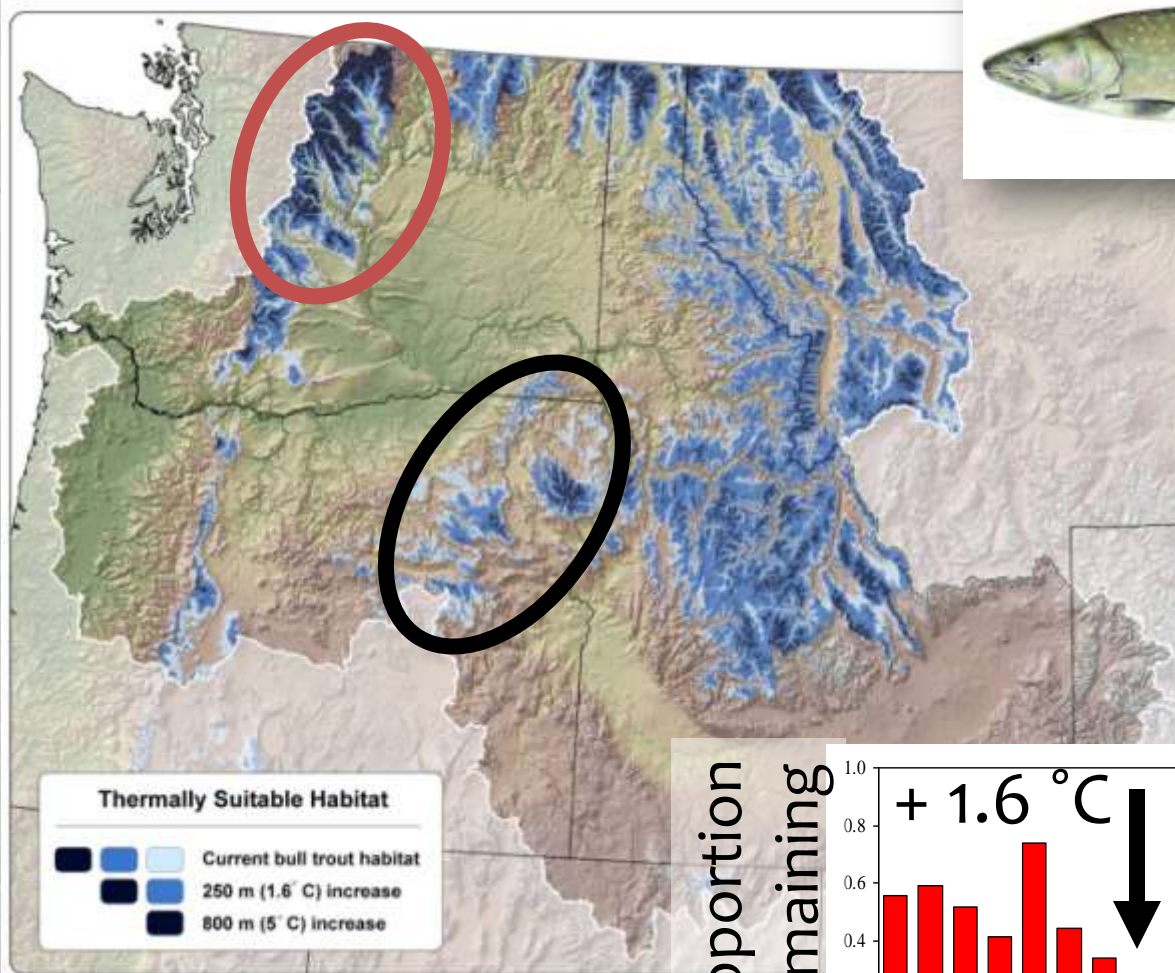 Thermally Suitable Habitat
Current bull trout habitat
250 m (1.6° C) increase
800 m (5° C) increase
oportion
maining
1.0
0.8
0.6
0.4
+ 1.6 °C